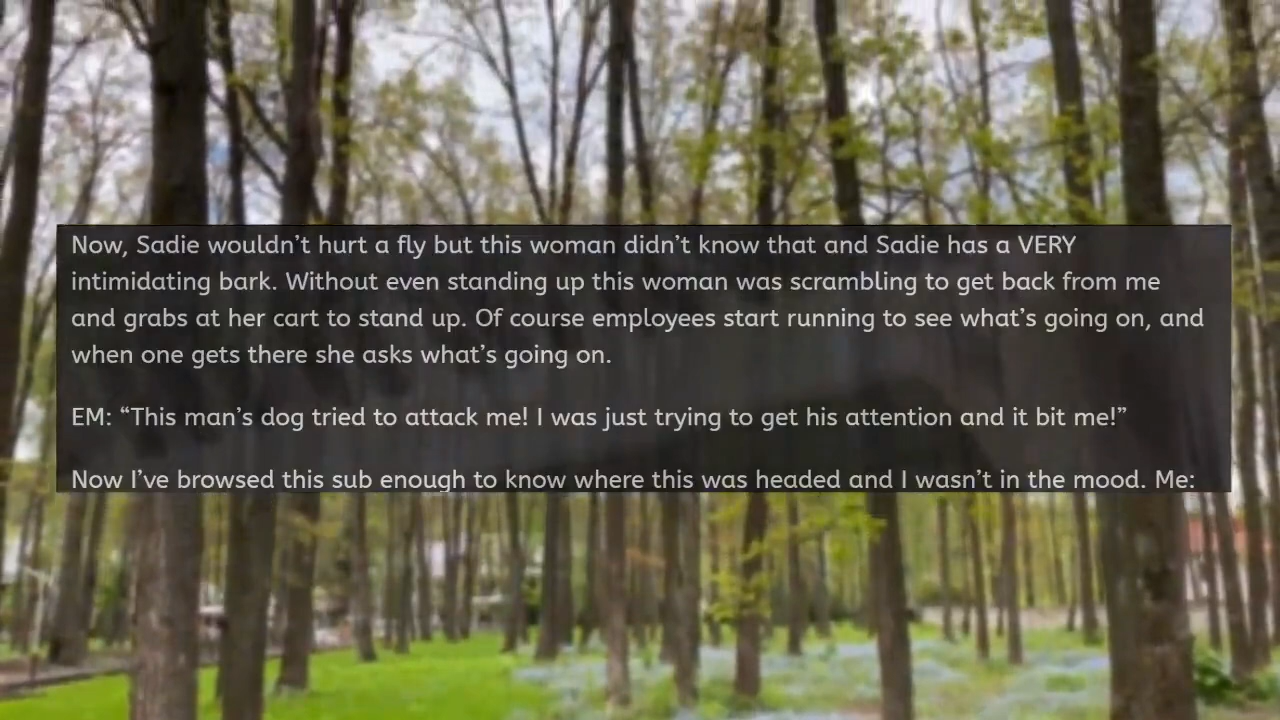 Now, Sadie wouldn’t hurt a fly but this woman didn’t know that and Sadie has a VERY
intimidating bark. Without even standing up this woman was scrambling to get back from me
and grabs at her cart to stand up. Of course employees start running to see what’s going on, and
when one gets there she asks what’s going on.
EM: “This man’s dog tried to attack me! I was just trying to get his attention and it bit me!”
Now I’ve browsed this sub enough to know where this was headed and I wasn’t in the mood. Me: